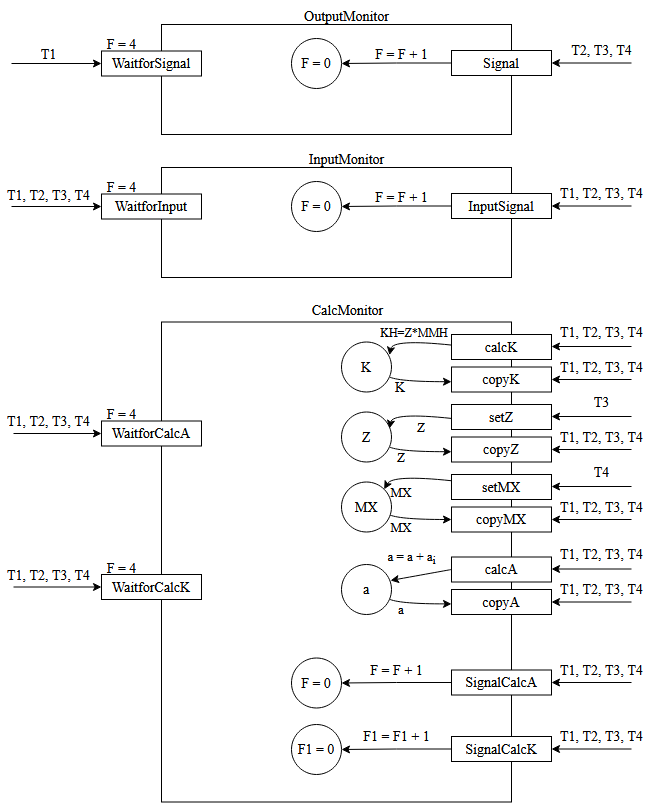 OutputMonitor
T1
F = 4
WaitforSignal
F = 0
F = F + 1
Signal
T2, T3, T4
InputMonitor
T1, T2, T3, T4
F = 4
WaitforInput
F = 0
F = F + 1
InputSignal
T1, T2, T3, T4
CalcMonitor
KH=Z*MMH
calcK
T1, T2, T3, T4
K
K
copyK
T1, T2, T3, T4
T1, T2, T3, T4
F = 4
WaitforCalcA
Z
Z
setZ
T3
Z
copyZ
T1, T2, T3, T4
MX
MX
setMX
T4
MX
copyMX
T1, T2, T3, T4
T1, T2, T3, T4
F = 4
WaitforCalcK
a = a + ai
calcA
T1, T2, T3, T4
a
a
copyA
T1, T2, T3, T4
F = 0
F = F + 1
SignalCalcA
T1, T2, T3, T4
F1 = 0
F1 = F1 + 1
SignalCalcK
T1, T2, T3, T4